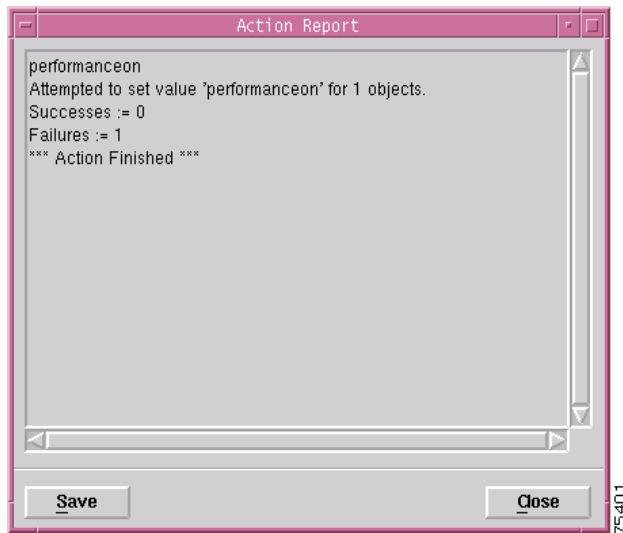 Action Report
performanceon
Attempted to set value 'performanceon' for 1 objects.
Successes := 0
Failures := 1
*** Action Finished ***
Save
Close
75401